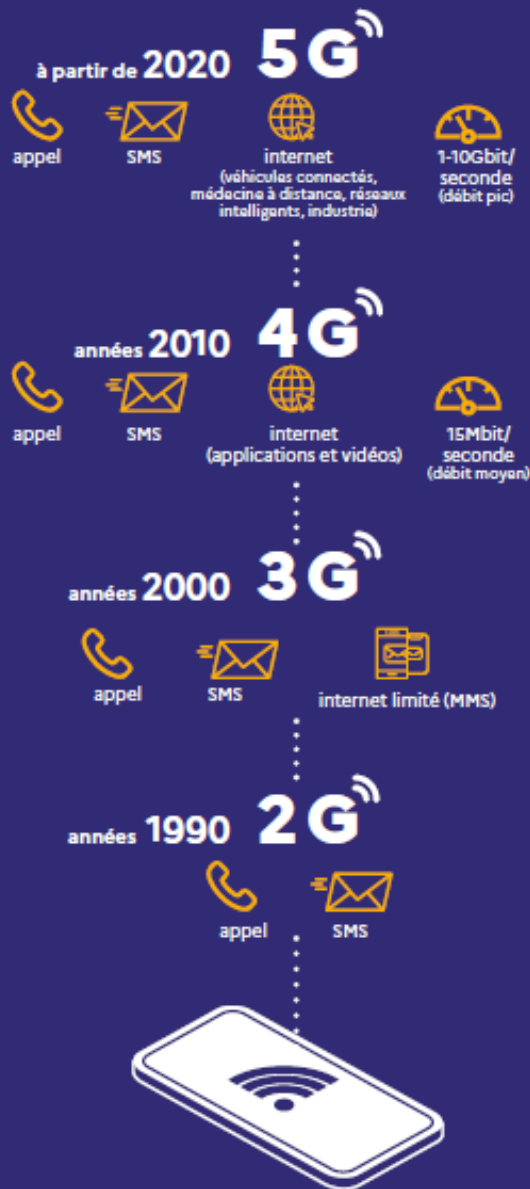 à partir de 2020 5G
appel SMS internet 1-10Gbit/
(véhicules connectés, seconde
médecine à distance, réseaux (débit pic)
intelligents, industrie)
années 2010 4G
appel SMS internet 15Mbit/
(applications et vidéos) seconde
(débit moyen)
années 2000 3G
appel SMS internet limité (MMS)
années 1990 2G
appel SMS